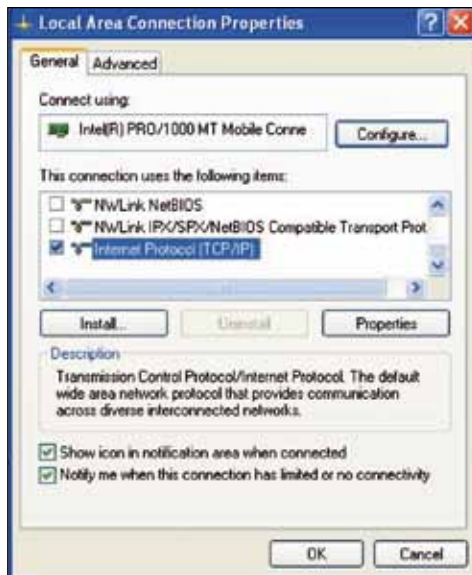 Local Area Connection Properties
General Advanced
Connect using:
Intel(R) PRO/1000 MT Mobile Conne
Configure...
This connection uses the following items:
NWLink NetBIOS
NWLink IPX/SPX/NetBIOS Compatible Transport Prot
Internet Protocol (TCP/IP)
Install... Uninstall Properties
Description
Transmission Control Protocol/Internet Protocol. The default
wide area network protocol that provides communication
across diverse interconnected networks.
Show icon in notification area when connected
Notify me when this connection has limited or no connectivity
OK Cancel